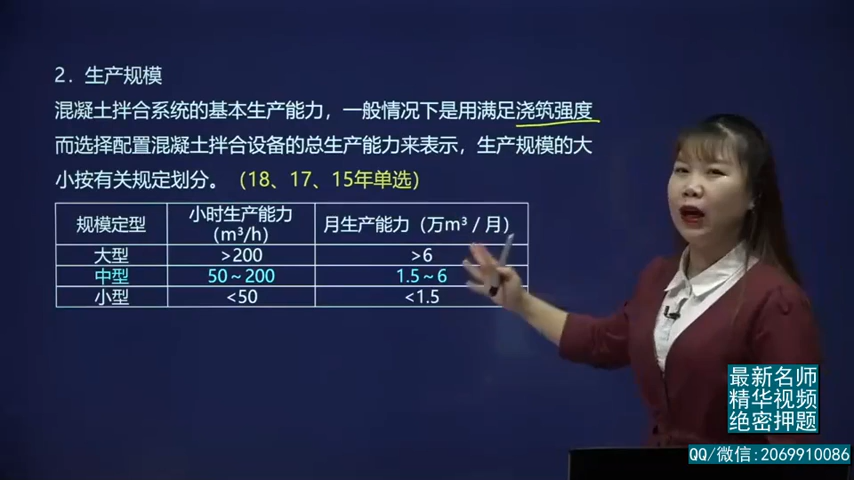 2．生产规模
混凝土拌合系统的基本生产能力，一般情况下是用满足浇筑强度
而选择配置混凝土拌合设备的总生产能力来表示，生产规模的大
小按有关规定划分。（18、17、15年单选）
规模定型 小时生产能力（m³/h） 月生产能力（万m³／月）
大型 >200 >6
中型 50～200 1.5～6
小型 <50 <1.5
最新名师
精华视频
绝密押题
QQ/微信:2069910086